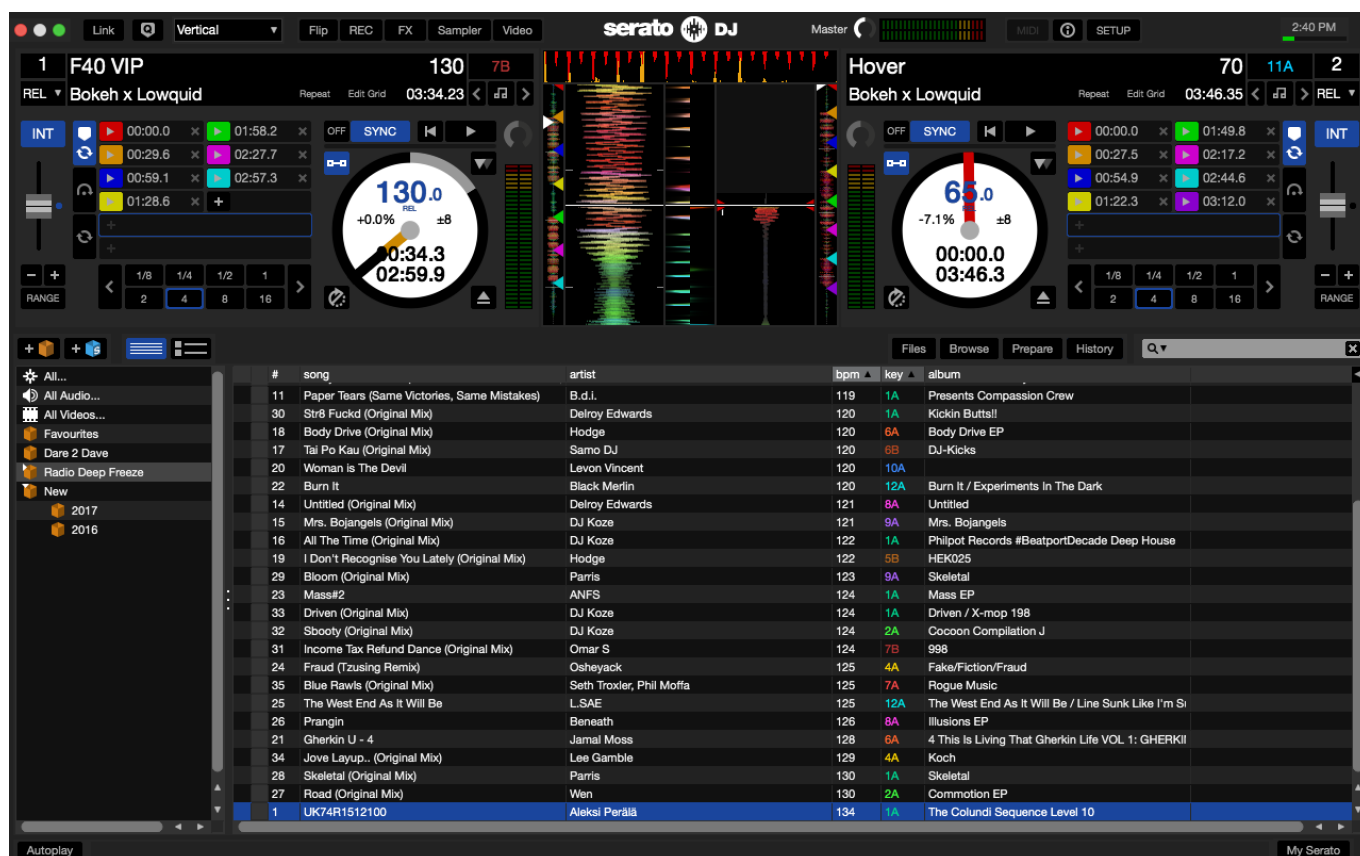 Link Vertical Flip REC FX Sampler Video serato DJ Master MIDI SETUP 2:40 PM
1 F40 VIP 130 7B
REL Bokeh x Lowquid Repeat Edit Grid 03:34.23
INT 00:00.0 01:58.2 OFF SYNC
00:29.6 02:27.7
00:59.1 02:57.3
01:28.6
130.0
REL
+0.0% ±8
00:34.3
02:59.9
RANGE
1/8 1/4 1/2 1
2 4 8 16
Hover 70 11A 2
Bokeh x Lowquid Repeat Edit Grid 03:46.35 REL
OFF SYNC 00:00.0 01:49.8 INT
00:27.5 02:17.2
00:54.9 02:44.6
01:22.3 03:12.0
65.0
REL
-7.1% ±8
00:00.0
03:46.3
1/8 1/4 1/2 1
2 4 8 16
RANGE
Files Browse Prepare History
All...
All Audio...
All Videos...
Favourites
Dare 2 Dave
Radio Deep Freeze
New
2017
2016
# song artist bpm key album
11 Paper Tears (Same Victories, Same Mistakes) B.d.i. 119 1A Presents Compassion Crew
30 Str8 Fuckd (Original Mix) Delroy Edwards 120 1A Kickin Butts!!
18 Body Drive (Original Mix) Hodge 120 6A Body Drive EP
17 Tai Po Kau (Original Mix) Samo DJ 120 6B DJ-Kicks
20 Woman is The Devil Levon Vincent 120 10A
22 Burn It Black Merlin 120 12A Burn It / Experiments In The Dark
14 Untitled (Original Mix) Delroy Edwards 121 8A Untitled
15 Mrs. Bojangels (Original Mix) DJ Koze 121 9A Mrs. Bojangels
16 All The Time (Original Mix) DJ Koze 122 1A Philpot Records #BeatportDecade Deep House
19 I Don't Recognise You Lately (Original Mix) Hodge 122 5B HEK025
29 Bloom (Original Mix) Parris 123 9A Skeletal
23 Mass#2 ANFS 124 1A Mass EP
33 Driven (Original Mix) DJ Koze 124 1A Driven / X-mop 198
32 Sbooty (Original Mix) DJ Koze 124 2A Cocoon Compilation J
31 Income Tax Refund Dance (Original Mix) Omar S 124 7B 998
24 Fraud (Tzusing Remix) Osheyack 125 4A Fake/Fiction/Fraud
35 Blue Rawls (Original Mix) Seth Troxler, Phil Moffa 125 7A Rogue Music
25 The West End As It Will Be L.SAE 125 12A The West End As It Will Be / Line Sunk Like I'm
26 Prangin Beneath 126 8A Illusions EP
21 Gherkin U - 4 Jamal Moss 128 6A 4 This Is Living That Gherkin Life VOL 1:
34 Jove Layup.. (Original Mix) Lee Gamble 129 4A Koch
28 Skeletal (Original Mix) Parris 130 1A Skeletal
27 Road (Original Mix) Wen 130 2A Commotion EP
1 UK74R1512100 Aleksi Perälä 134 1A The Colundi Sequence Level 10
Autoplay My Serato